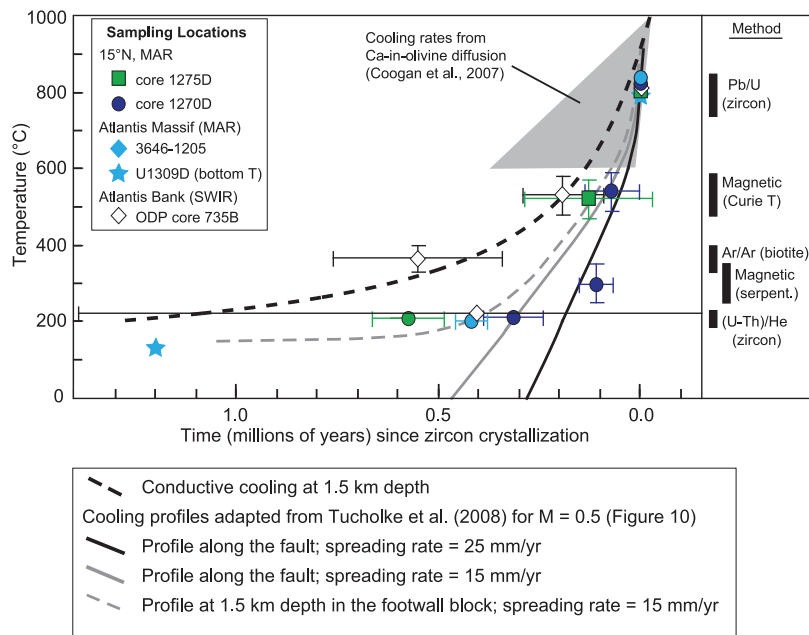 1000
800
600
400
200
0
Temperature (°C)
Sampling Locations
15°N, MAR
core 1275D
core 1270D
Atlantis Massif (MAR)
3646-1205
U1309D (bottom T)
Atlantis Bank (SWIR)
ODP core 735B
Cooling rates from
Ca-in-olivine diffusion
(Coogan et al., 2007)
Method
Pb/U
(zircon)
Magnetic
(Curie T)
Ar/Ar (biotite)
Magnetic
(serpent.)
(U-Th)/He
(zircon)
1.0
0.5
0.0
Time (millions of years) since zircon crystallization
Conductive cooling at 1.5 km depth
Cooling profiles adapted from Tucholke et al. (2008) for M = 0.5 (Figure 10)
Profile along the fault; spreading rate = 25 mm/yr
Profile along the fault; spreading rate = 15 mm/yr
Profile at 1.5 km depth in the footwall block; spreading rate = 15 mm/yr